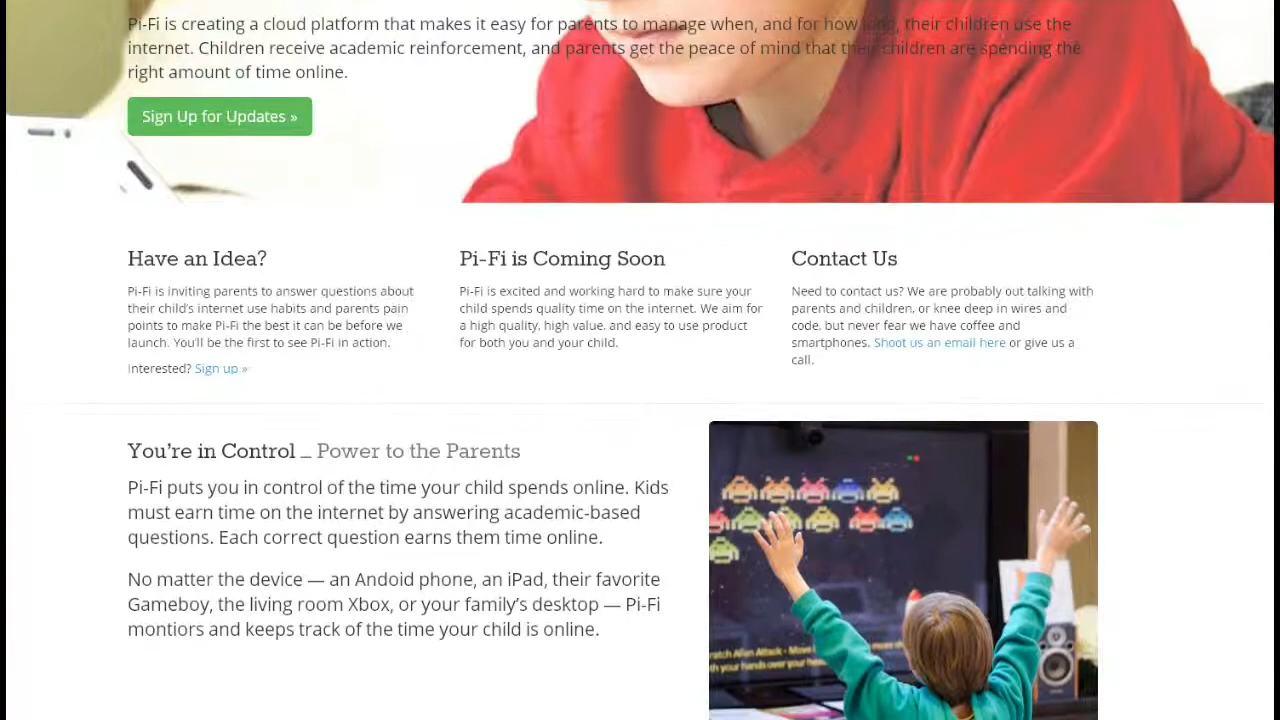 Pi-Fi is creating a cloud platform that makes it easy for parents to manage when, and for how long, their children use the
internet. Children receive academic reinforcement, and parents get the peace of mind that their children are spending the
right amount of time online.
Sign Up for Updates »
Have an Idea?
Pi-Fi is inviting parents to answer questions about
their child's internet use habits and parents pain
points to make Pi-Fi the best it can be before we
launch. You'll be the first to see Pi-Fi in action.
Interested? Sign up »
Pi-Fi is Coming Soon
Pi-Fi is excited and working hard to make sure your
child spends quality time on the internet. We aim for
a high quality, high value, and easy to use product
for both you and your child.
Contact Us
Need to contact us? We are probably out talking with
parents and children, or knee deep in wires and
code, but never fear we have coffee and
smartphones. Shoot us an email here or give us a
call.
You're in Control _ Power to the Parents
Pi-Fi puts you in control of the time your child spends online. Kids
must earn time on the internet by answering academic-based
questions. Each correct question earns them time online.
No matter the device — an Andoid phone, an iPad, their favorite
Gameboy, the living room Xbox, or your family's desktop — Pi-Fi
montiors and keeps track of the time your child is online.
ratch Alien Attack - Move
th your hands over your